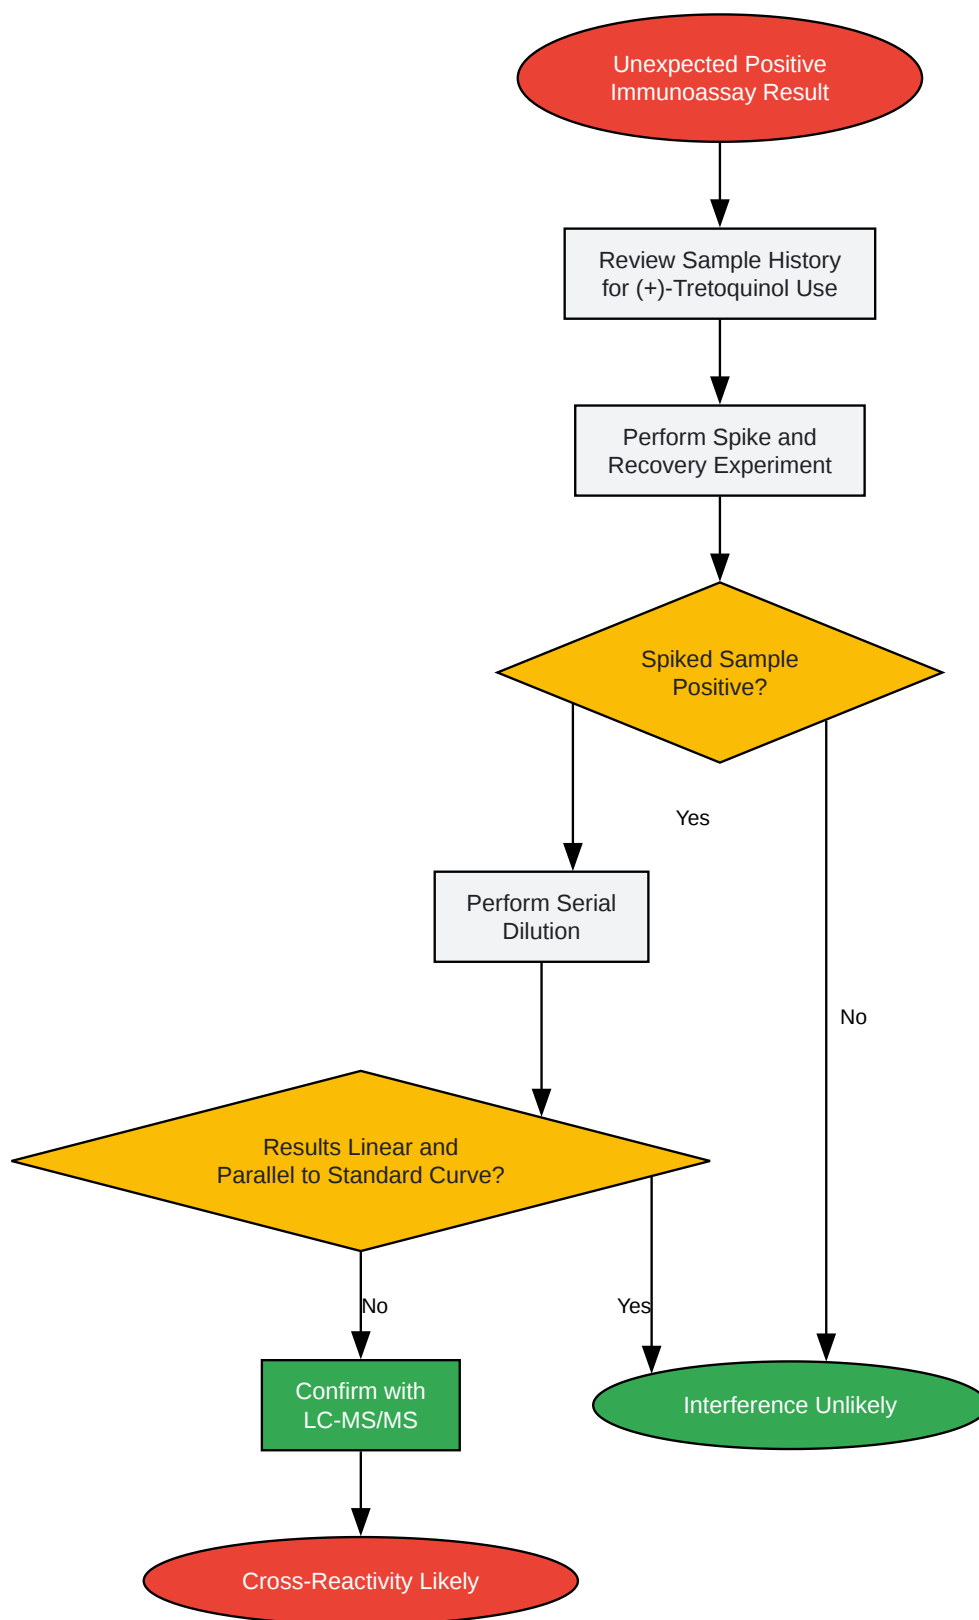 Unexpected Positive
Immunoassay Result
Review Sample History
for (+)-Tretoquinol Use
Perform Spike and
Recovery Experiment
Spiked Sample
Positive?
Yes
Perform Serial
Dilution
No
Results Linear and
Parallel to Standard Curve?
No
Yes
Confirm with
LC-MS/MS
Interference Unlikely
Cross-Reactivity Likely